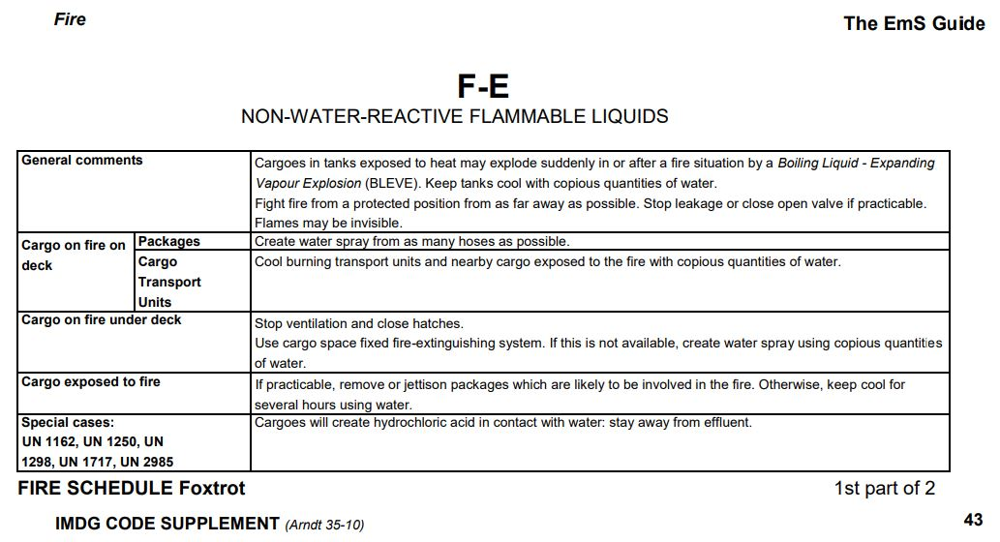 Fire
The EmS Guide
F-E
NON-WATER-REACTIVE FLAMMABLE LIQUIDS
General comments
Cargoes in tanks exposed to heat may explode suddenly in or after a fire situation by a Boiling Liquid - Expanding
Vapour Explosion (BLEVE). Keep tanks cool with copious quantities of water.
Fight fire from a protected position from as far away as possible. Stop leakage or close open valve if practicable.
Flames may be invisible.
Cargo on fire on
deck
Packages
Create water spray from as many hoses as possible.
Cargo
Transport
Units
Cool burning transport units and nearby cargo exposed to the fire with copious quantities of water.
Cargo on fire under deck
Stop ventilation and close hatches.
Use cargo space fixed fire-extinguishing system. If this is not available, create water spray using copious quantities
of water.
Cargo exposed to fire
If practicable, remove or jettison packages which are likely to be involved in the fire. Otherwise, keep cool for
several hours using water.
Special cases:
UN 1162, UN 1250, UN
1298, UN 1717, UN 2985
Cargoes will create hydrochloric acid in contact with water: stay away from effluent.
FIRE SCHEDULE Foxtrot
1st part of 2
IMDG CODE SUPPLEMENT (Arndt 35-10)
43